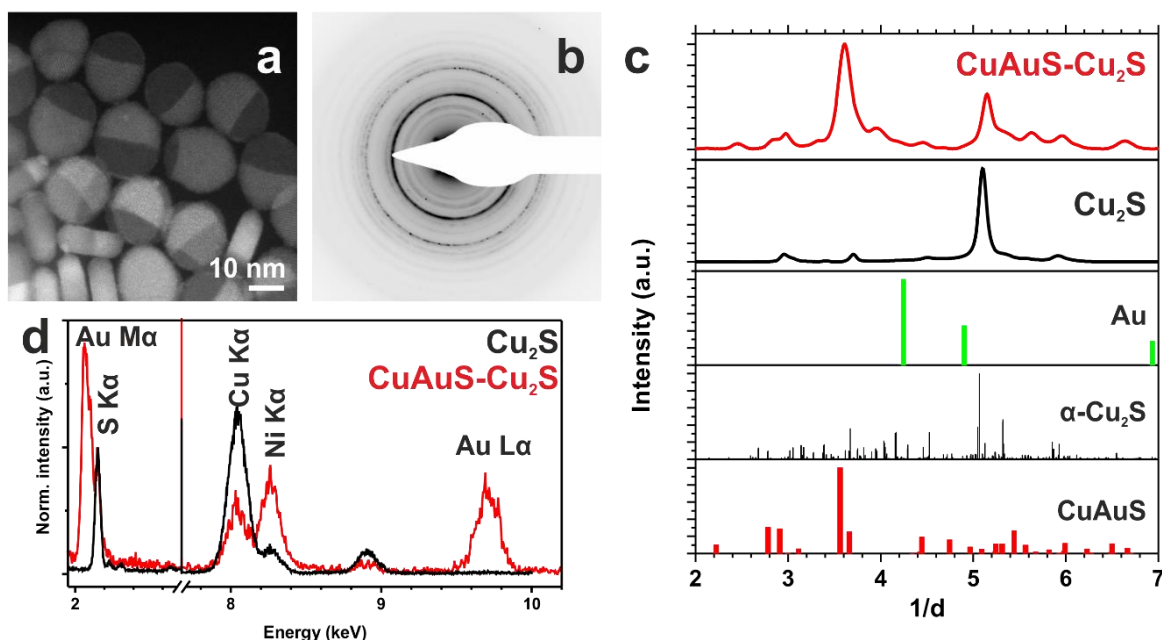 a
10 nm
b
c
CuAuS-Cu₂S
Cu₂S
Au
α-Cu₂S
CuAuS
Intensity (a.u.)
2 3 4 5 6 7
1/d
d
Au Mα
S Kα
Cu Kα
Ni Kα
Au Lα
Cu₂S
CuAuS-Cu₂S
Norm. intensity (a.u.)
2 8 9 10
Energy (keV)